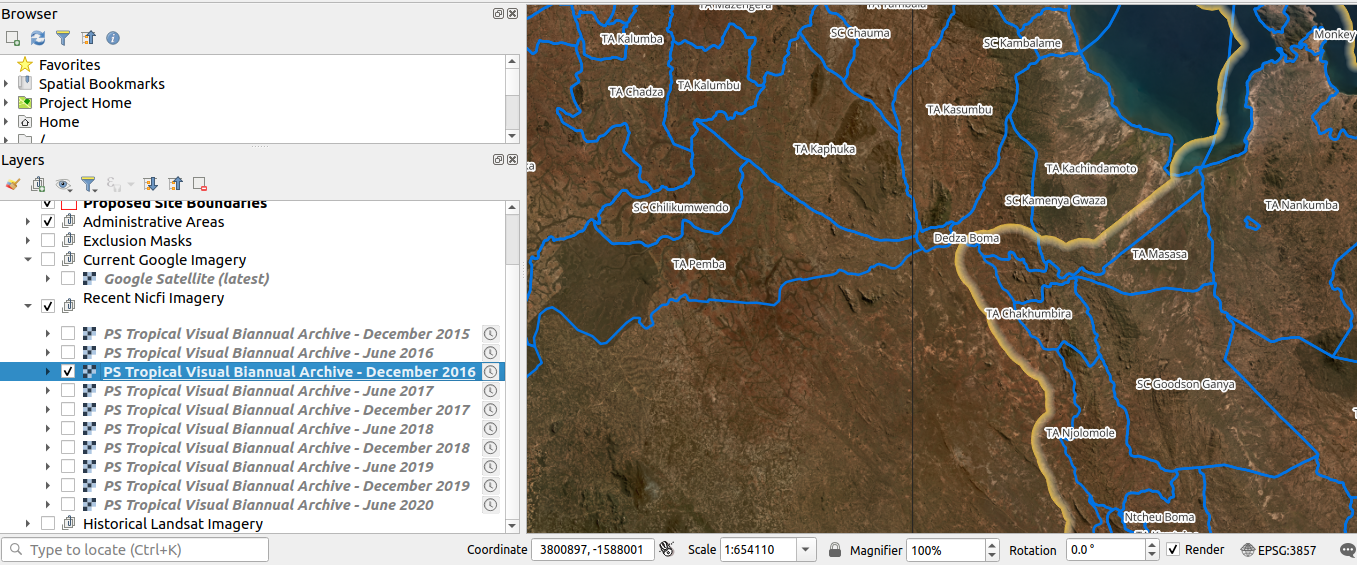 Browser
Favorites
Spatial Bookmarks
Project Home
Home
/
Layers
Proposed Site Boundaries
Administrative Areas
Exclusion Masks
Current Google Imagery
Google Satellite (latest)
Recent Nicfi Imagery
PS Tropical Visual Biannual Archive - December 2015
PS Tropical Visual Biannual Archive - June 2016
PS Tropical Visual Biannual Archive - December 2016
PS Tropical Visual Biannual Archive - June 2017
PS Tropical Visual Biannual Archive - December 2017
PS Tropical Visual Biannual Archive - June 2018
PS Tropical Visual Biannual Archive - December 2018
PS Tropical Visual Biannual Archive - June 2019
PS Tropical Visual Biannual Archive - December 2019
PS Tropical Visual Biannual Archive - June 2020
Historical Landsat Imagery
TA Mazengera
TA Kalumba
SC Chauma
SC Kambalame
Monkey
TA Chadza
TA Kalumbu
TA Kasumbu
TA Kaphuka
TA Kachindamoto
SC Chilikumwendo
SC Kamenya Gwaza
TA Nankumba
Dedza Boma
TA Pemba
TA Masasa
TA Chakhumbira
SC Goodson Ganya
TA Njolomole
Ntcheu Boma
Type to locate (Ctrl+K)
Coordinate 3800897, -1588001 Scale 1:654110 Magnifier 100% Rotation 0.0 ° Render EPSG:3857